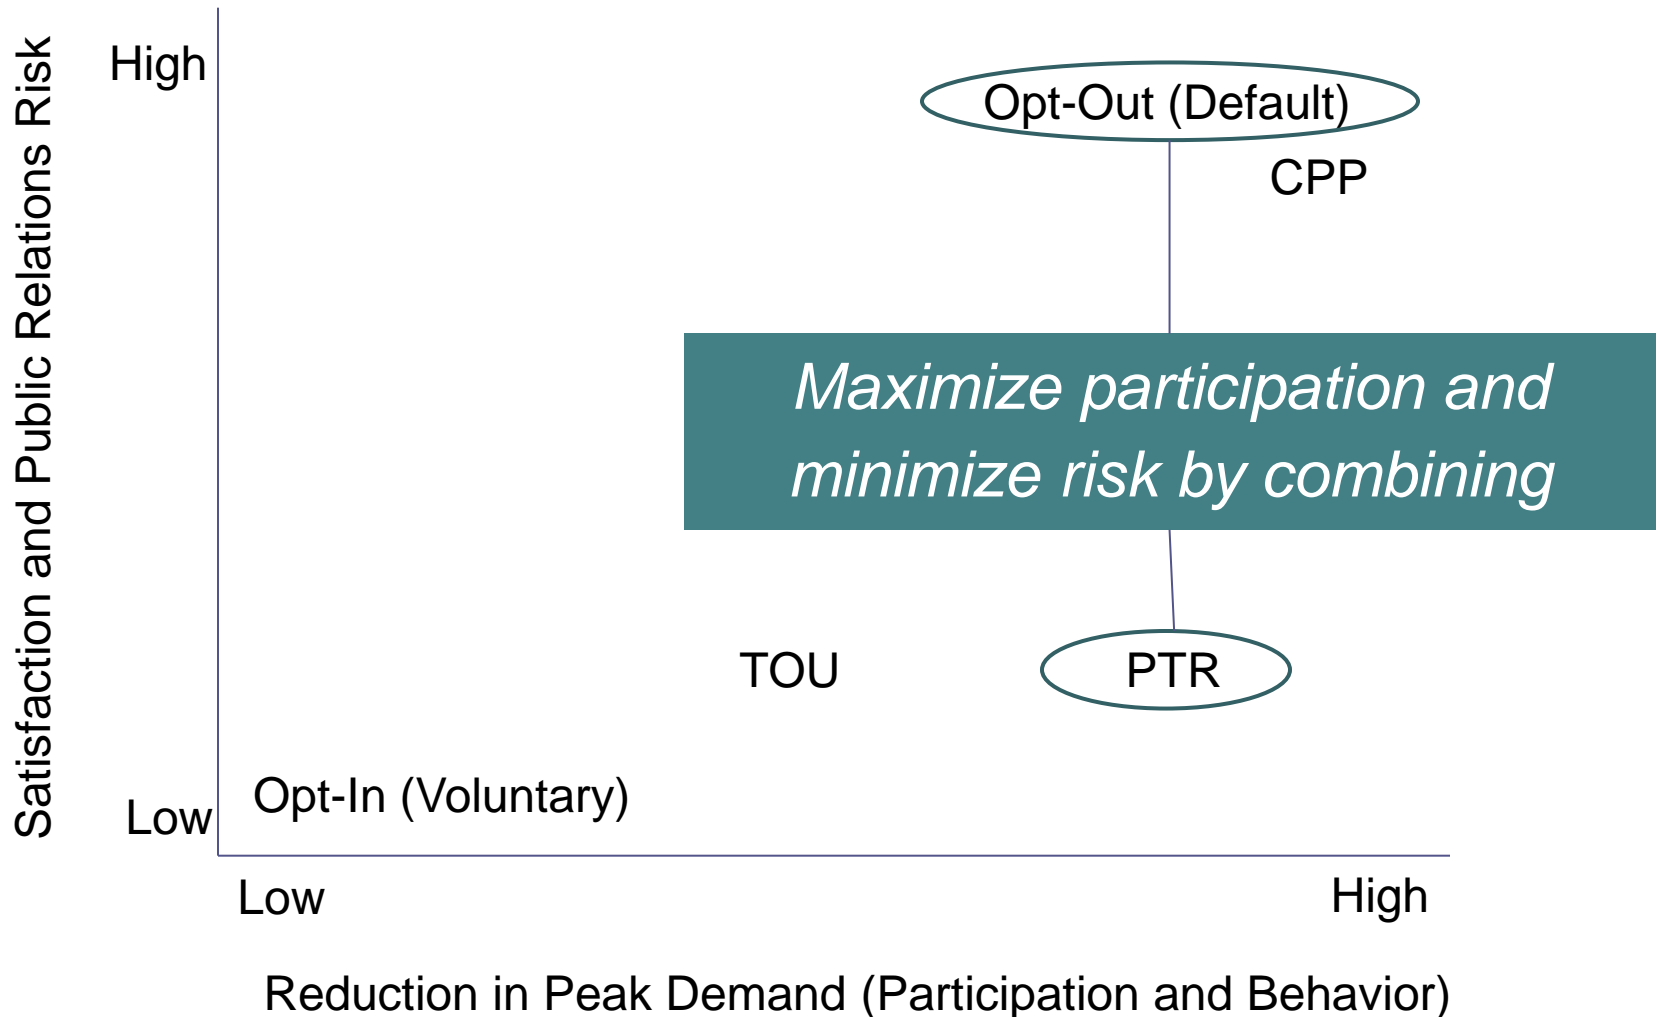 Satisfaction and Public Relations Risk
High
Opt-Out (Default)
CPP
Maximize participation and
minimize risk by combining
TOU
PTR
Opt-In (Voluntary)
Low
Low
High
Reduction in Peak Demand (Participation and Behavior)